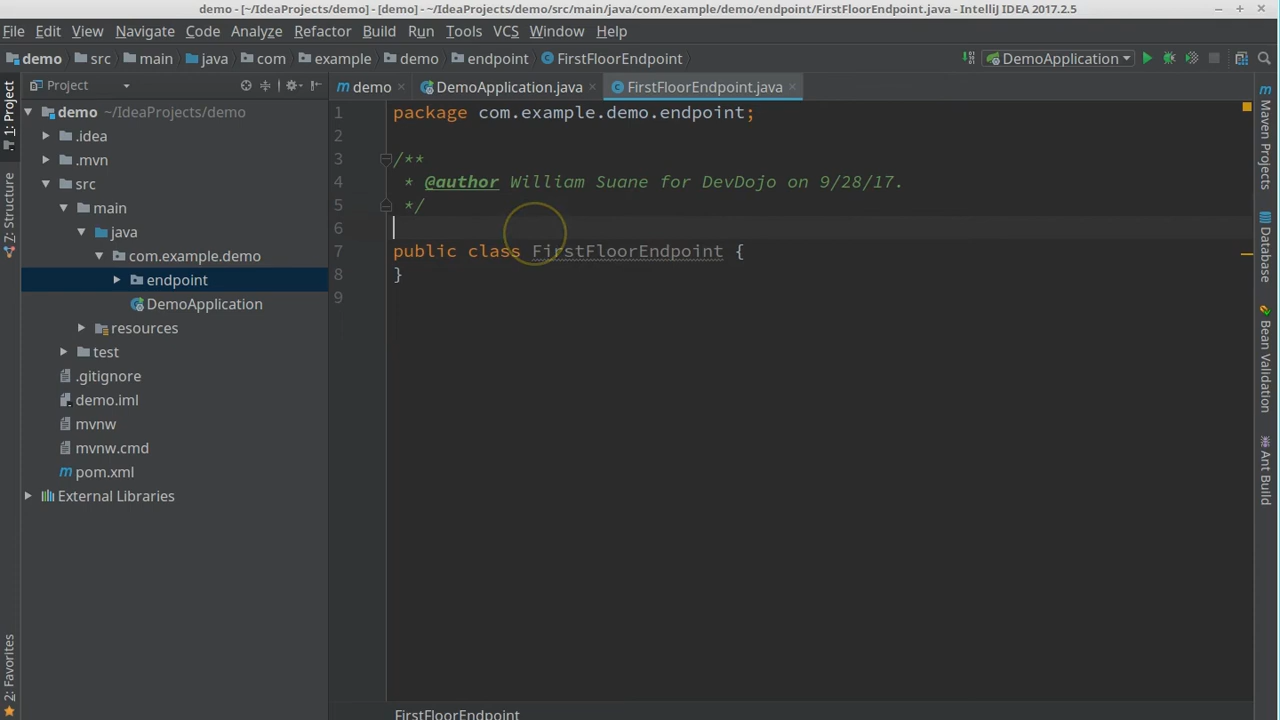 demo - [~/IdeaProjects/demo] - [demo] - ~/IdeaProjects/demo/src/main/java/com/example/demo/endpoint/FirstFloorEndpoint.java - IntelliJ IDEA 2017.2.5
File Edit View Navigate Code Analyze Refactor Build Run Tools VCS Window Help
demo src main java com example demo endpoint FirstFloorEndpoint DemoApplication
Project
demo DemoApplication.java FirstFloorEndpoint.java
1: Project
7: Structure
2: Favorites
demo ~/IdeaProjects/demo
.idea
.mvn
src
main
java
com.example.demo
endpoint
DemoApplication
resources
test
.gitignore
demo.iml
mvnw
mvnw.cmd
pom.xml
External Libraries
1 package com.example.demo.endpoint;
2
3 /**
4 * @author William Suane for DevDojo on 9/28/17.
5 */
6
7 public class FirstFloorEndpoint {
8 }
9
FirstFloorEndpoint
Maven Projects
Database
Bean Validation
Ant Build